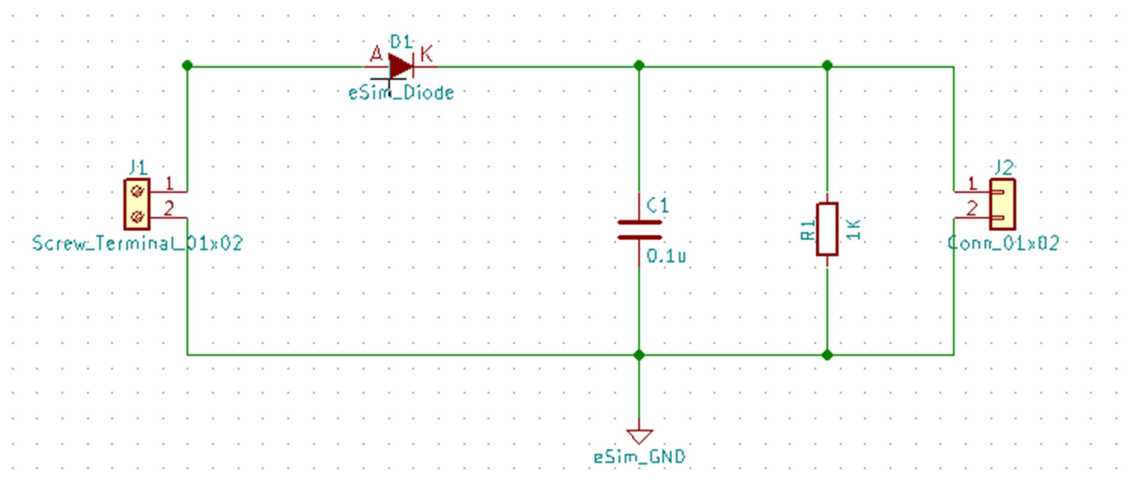 D1
A K
eSim_Diode
J1
1
2
Screw_Terminal_01x02
C1
0.1u
R1
1K
J2
1
2
Conn_01x02
eSim_GND